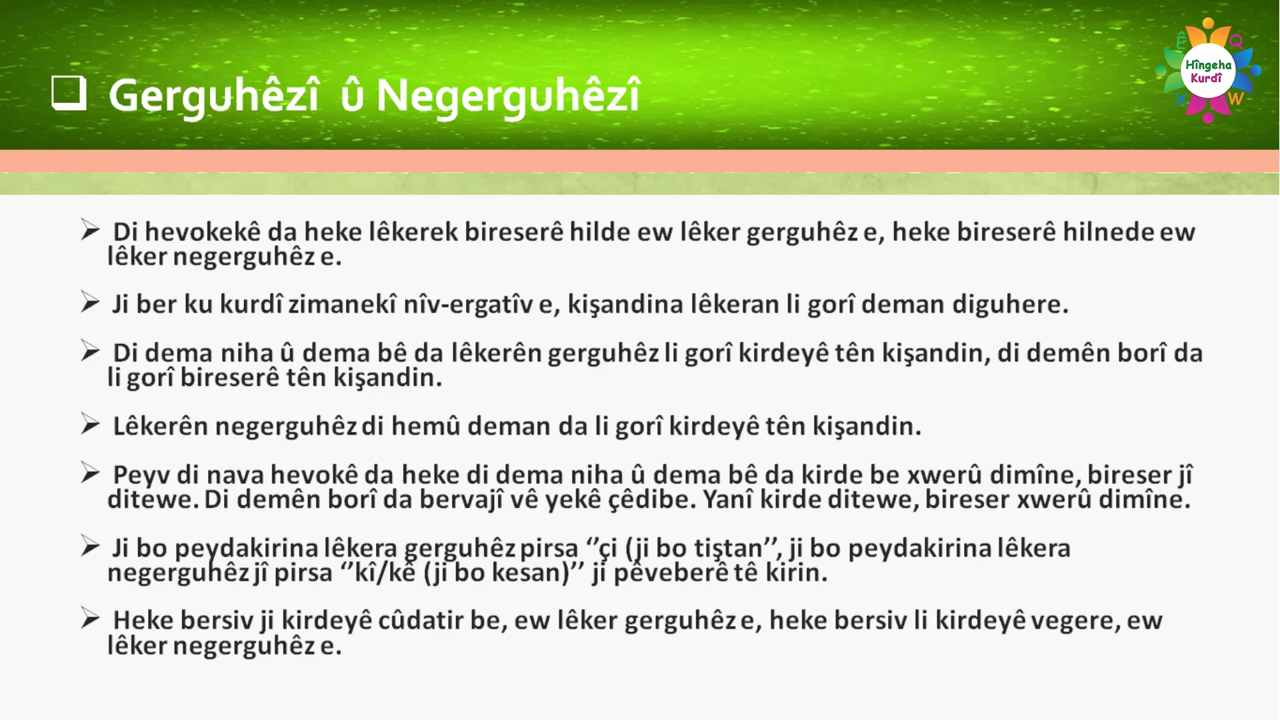 Gerguhêzî û Negerguhêzî
Ê Q
Hîngeha
Kurdî
X W
Di hevokekê da heke lêkerek bireserê hilde ew lêker gerguhêz e, heke bireserê hilnede ew
lêker negerguhêz e.
Ji ber ku kurdî zimanekî nîv-ergatîv e, kişandina lêkeran li gorî deman diguhere.
Di dema niha û dema bê da lêkerên gerguhêz li gorî kirdeyê tên kişandin, di demên borî da
li gorî bireserê tên kişandin.
Lêkerên negerguhêz di hemû deman da li gorî kirdeyê tên kişandin.
Peyv di nava hevokê da heke di dema niha û dema bê da kirde be xwerû dimîne, bireser jî
ditewe. Di demên borî da bervajî vê yekê çêdibe. Yanî kirde ditewe, bireser xwerû dimîne.
Ji bo peydakirina lêkera gerguhêz pirsa ‘’çi (ji bo tiştan’’, ji bo peydakirina lêkera
negerguhêz jî pirsa ‘’kî/kê (ji bo kesan)’’ ji pêveberê tê kirin.
Heke bersiv ji kirdeyê cûdatir be, ew lêker gerguhêz e, heke bersiv li kirdeyê vegere, ew
lêker negerguhêz e.